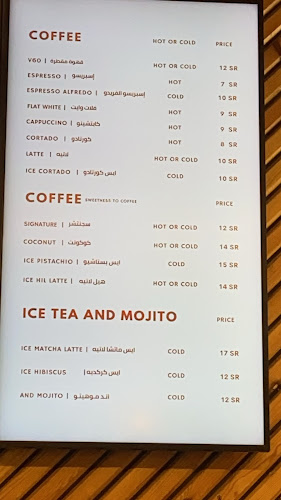 COFFEE HOT OR COLD PRICE
V60 | قهوة مقطرة HOT OR COLD 12 SR
ESPRESSO | إسبريسو HOT 7 SR
ESPRESSO ALFREDO | إسبريسو الفريدو COLD 10 SR
FLAT WHITE | فلات وايت HOT 9 SR
CAPPUCCINO | كابتشينو HOT 9 SR
CORTADO | كورتادو HOT 8 SR
LATTE | لاتيه HOT OR COLD 10 SR
ICE CORTADO | ايس كورتادو COLD 10 SR
COFFEE SWEETNESS TO COFFEE PRICE
SIGNATURE | سجنتشر HOT OR COLD 12 SR
COCONUT | كوكونت HOT OR COLD 14 SR
ICE PISTACHIO | ايس بستاشيو COLD 15 SR
ICE HIL LATTE | هيل لاتيه HOT OR COLD 14 SR
ICE TEA AND MOJITO PRICE
ICE MATCHA LATTE | ايس ماتشا لاتيه COLD 17 SR
ICE HIBISCUS | ايس كركديه COLD 12 SR
AND MOJITO | اند موهيتو COLD 12 SR